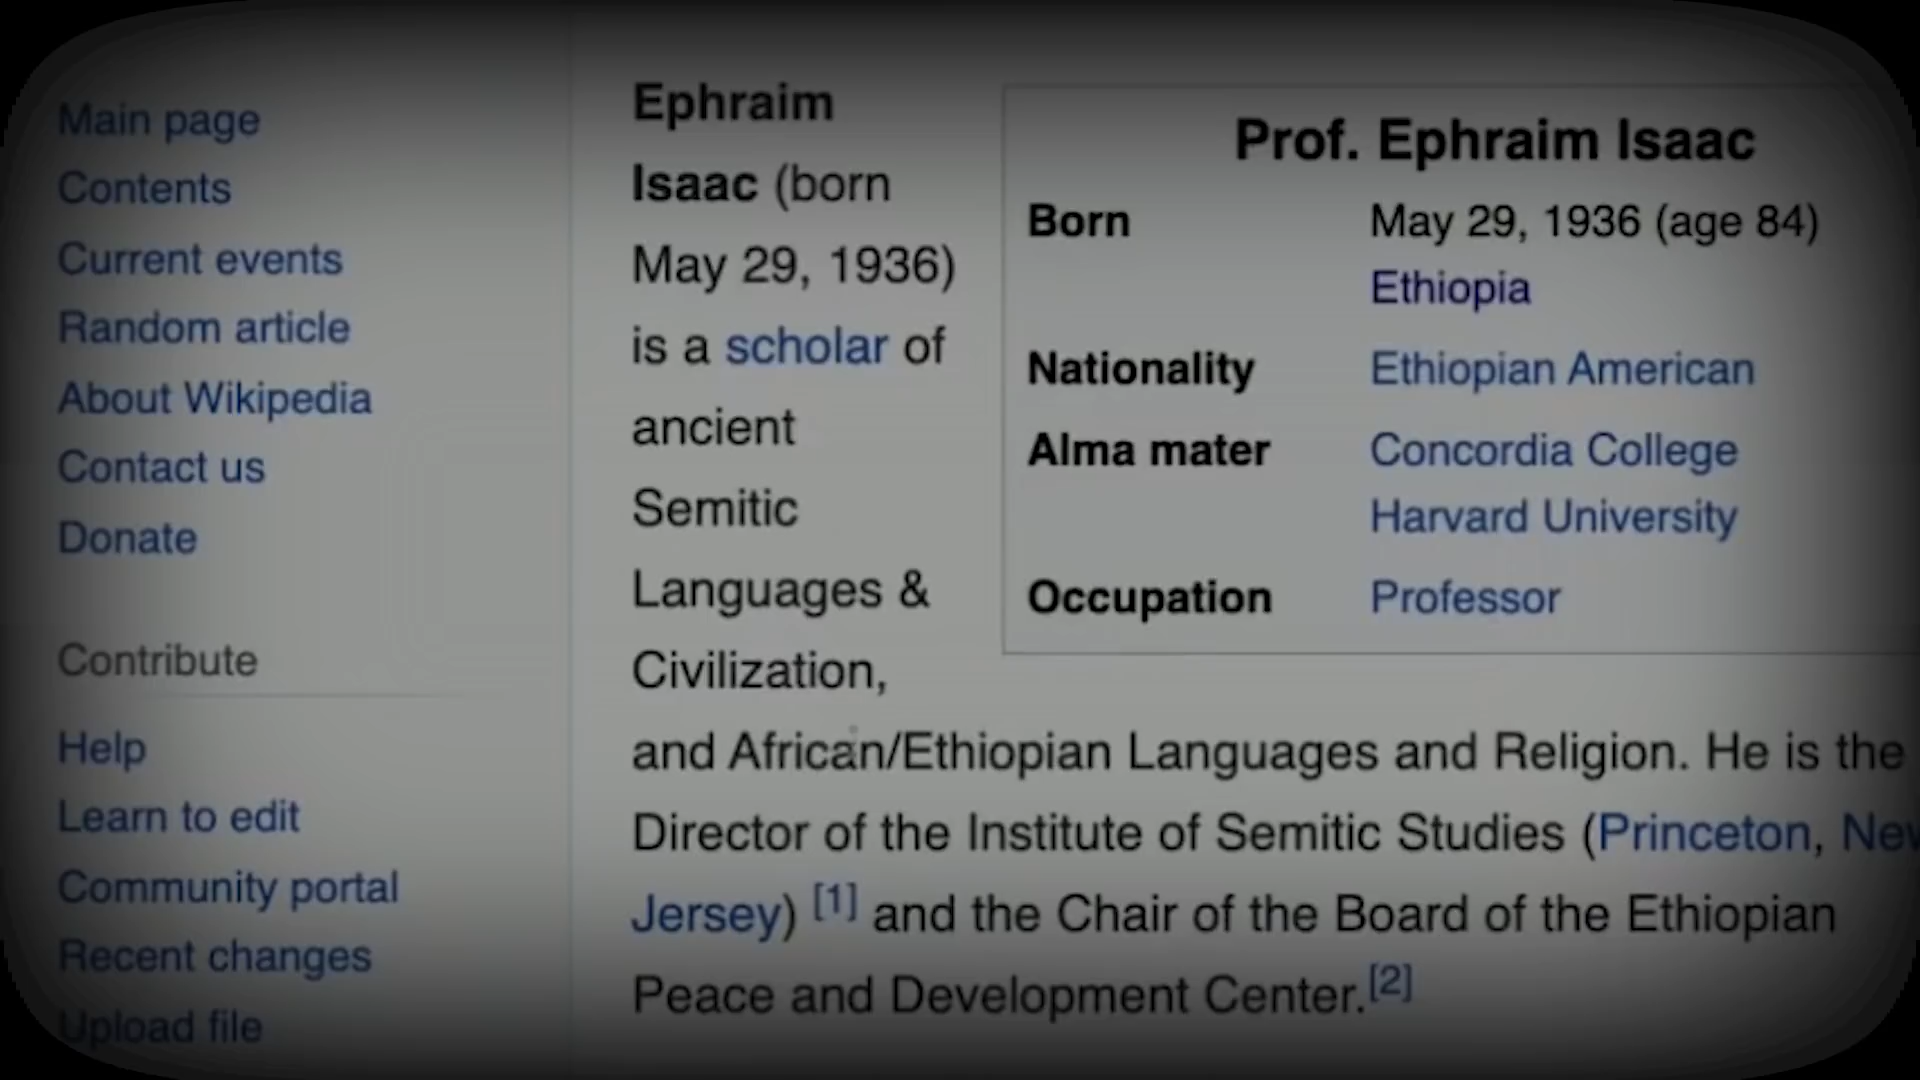 Main page
Contents
Current events
Random article
About Wikipedia
Contact us
Donate
Contribute
Help
Learn to edit
Community portal
Recent changes
Upload file
Ephraim
Isaac (born
May 29, 1936)
is a scholar of
ancient
Semitic
Languages &
Civilization,
and African/Ethiopian Languages and Religion. He is the
Director of the Institute of Semitic Studies (Princeton, New
Jersey) [1] and the Chair of the Board of the Ethiopian
Peace and Development Center.[2]
Prof. Ephraim Isaac
Born May 29, 1936 (age 84)
Ethiopia
Nationality Ethiopian American
Alma mater Concordia College
Harvard University
Occupation Professor